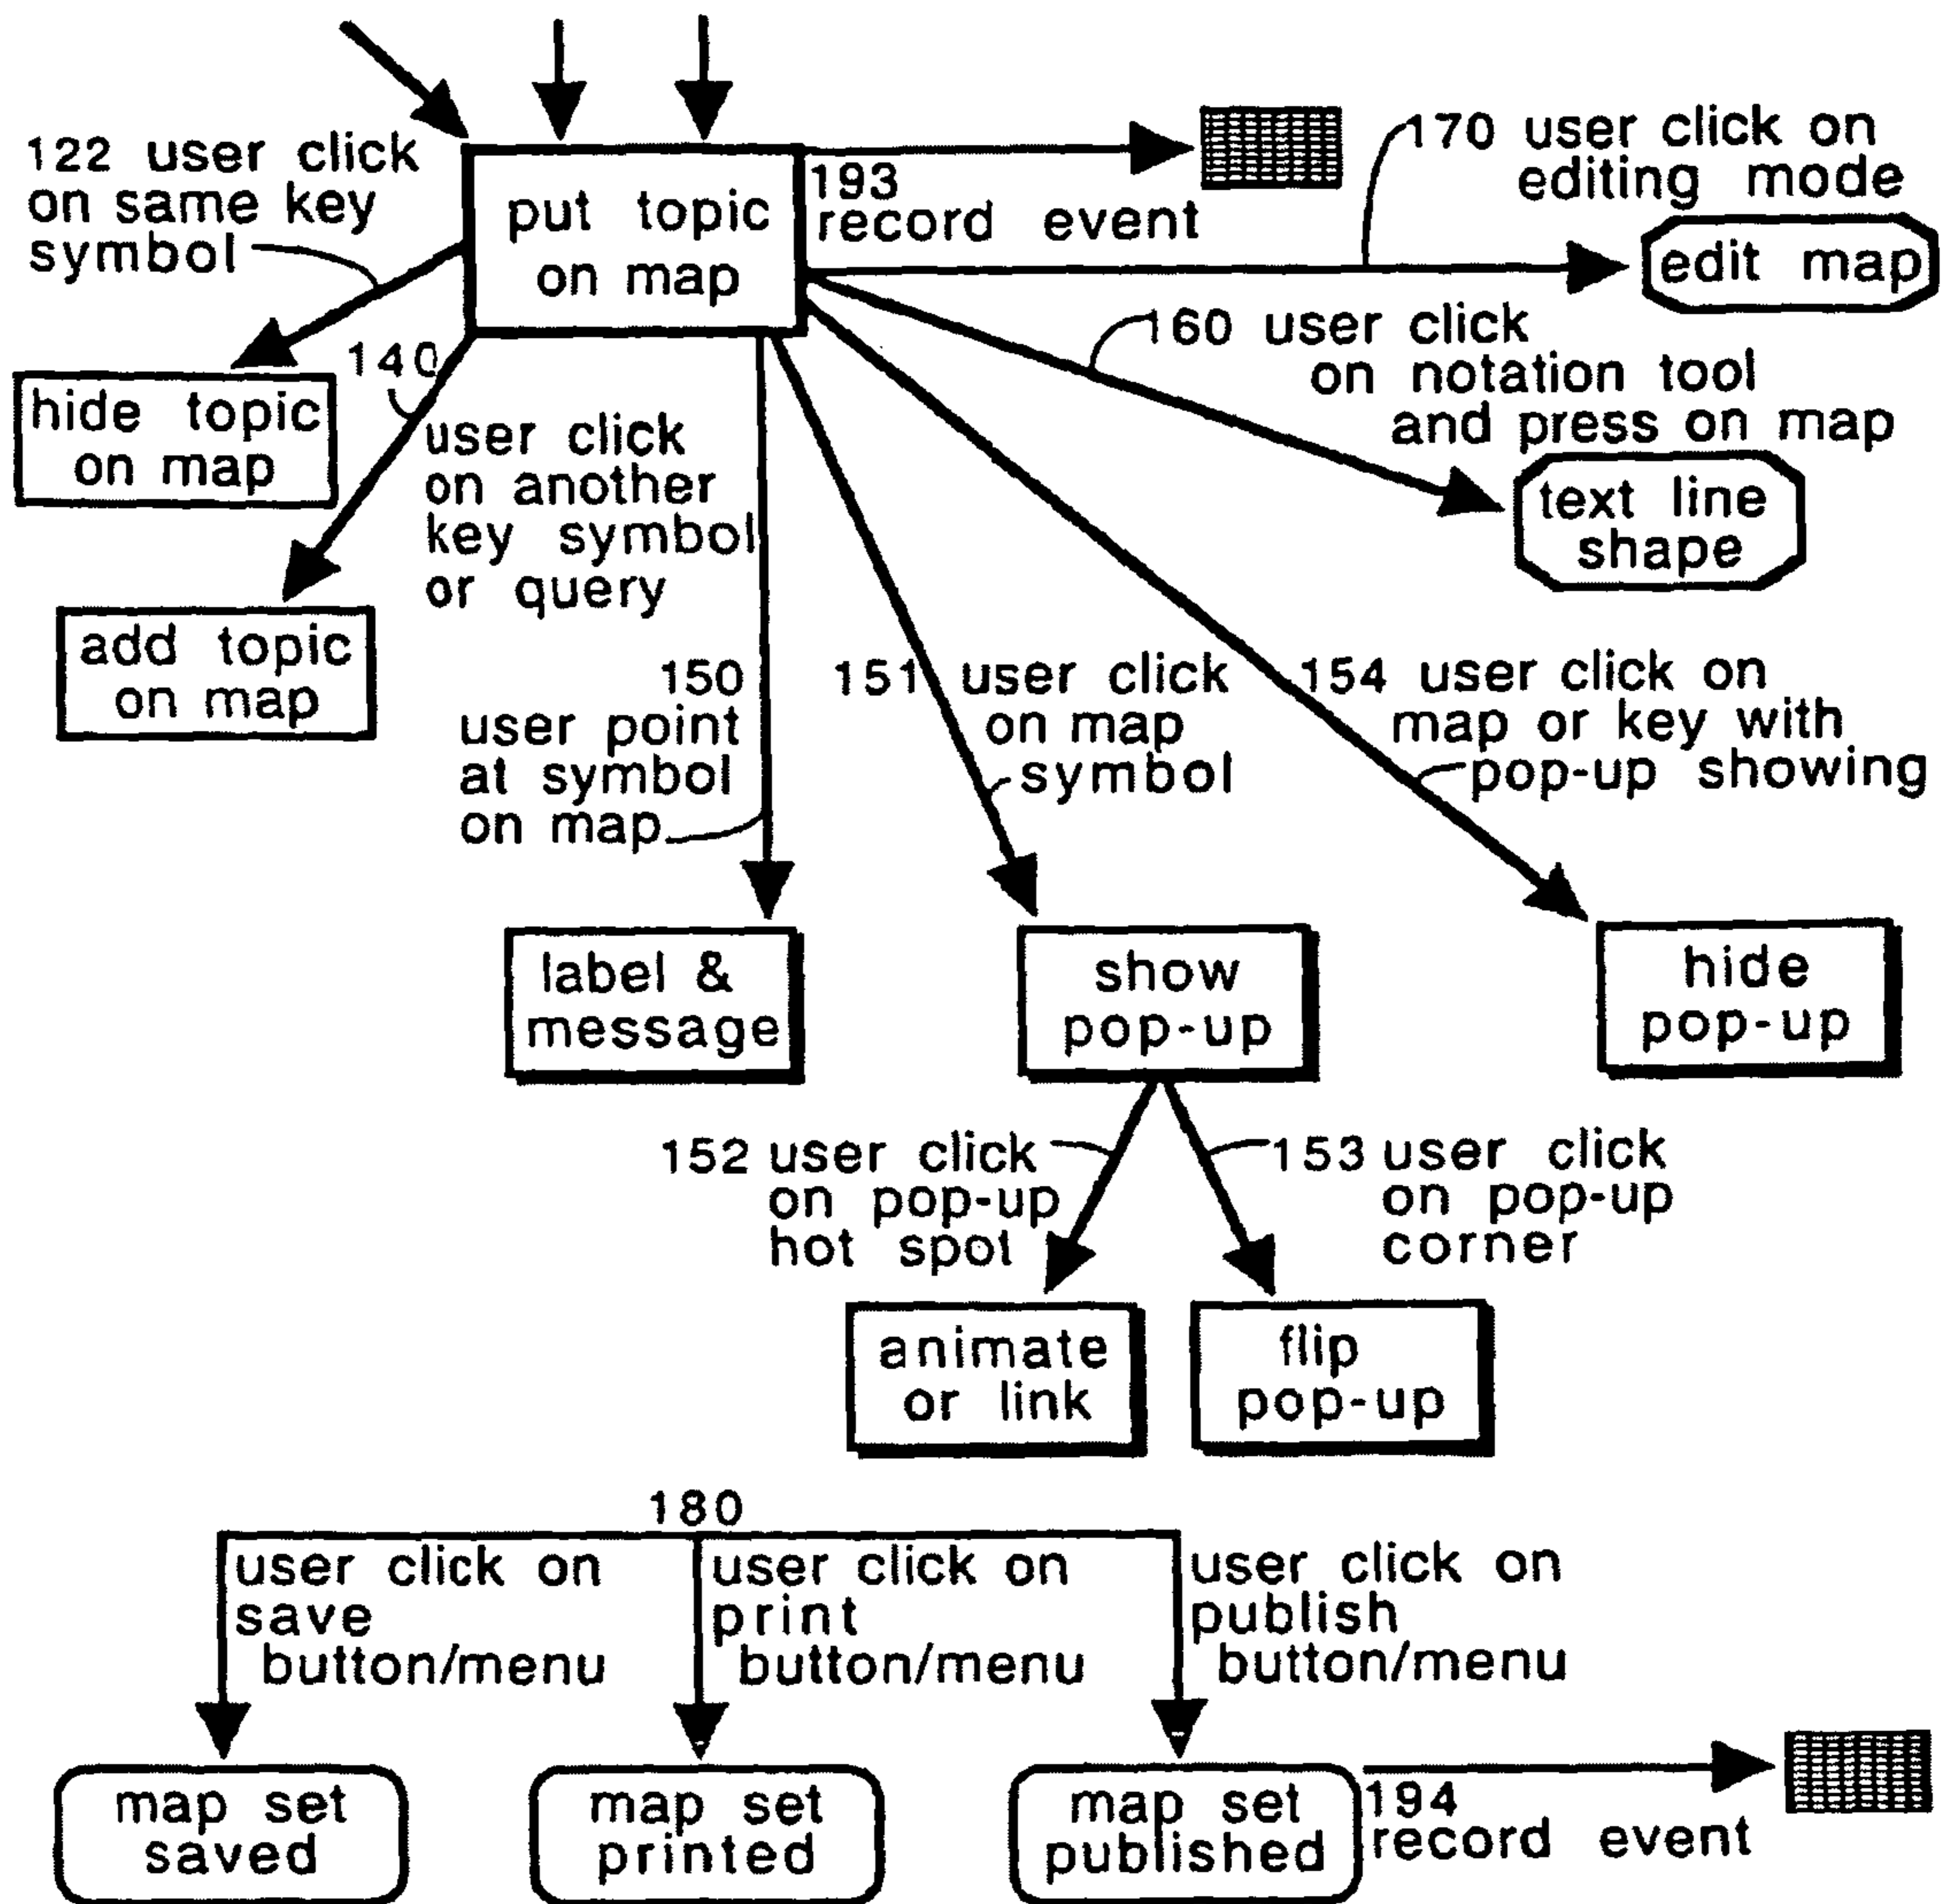 122 user click
on same key
symbol
put topic
on map
193
record event
170 user click on
editing mode
edit map
160 user click
on notation tool
and press on map
text line
shape
hide topic
on map
140
user click
on another
key symbol
or query
add topic
on map
150
user point
at symbol
on map
151 user click
on map
symbol
154 user click on
map or key with
pop-up showing
label &
message
show
pop-up
hide
pop-up
152 user click
on pop-up
hot spot
153 user click
on pop-up
corner
animate
or link
flip
pop-up
180
user click on
save
button/menu
user click on
print
button/menu
user click on
publish
button/menu
map set
saved
map set
printed
map set
published
194
record event